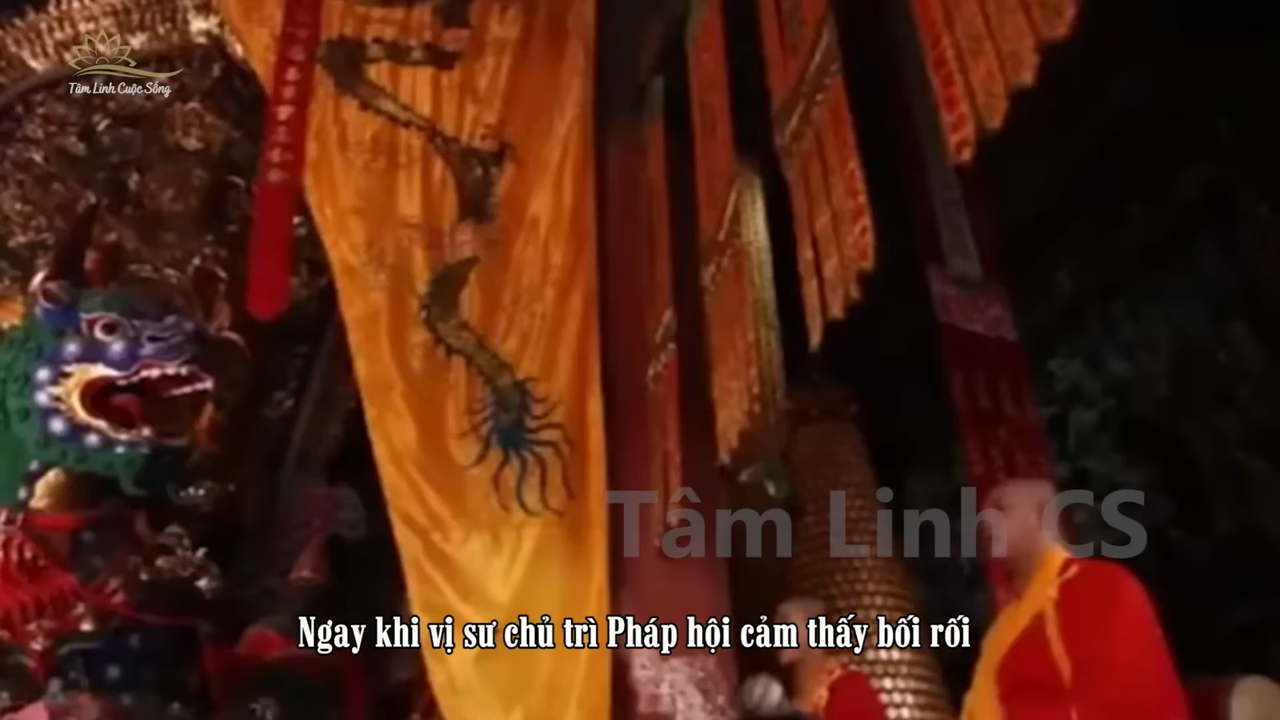 Tâm Linh Cuộc Sống
Tâm Linh CS
Ngay khi vị sư chủ trì Pháp hội cảm thấy bối rối